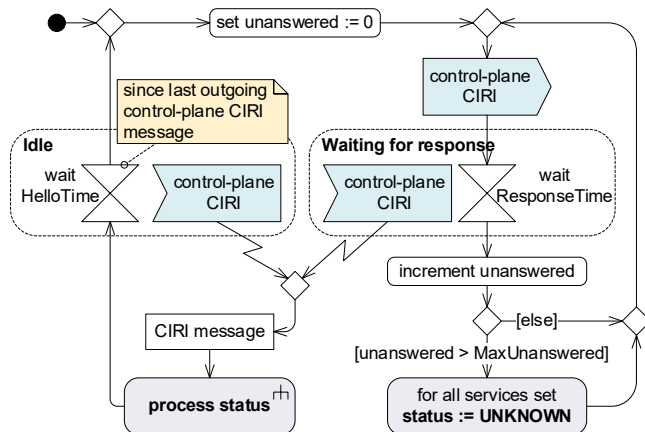 set unanswered := 0
since last outgoing
control-plane CIRI
message
control-plane
CIRI
Idle
wait
HelloTime
control-plane
CIRI
Waiting for response
control-plane
CIRI
wait
ResponseTime
increment unanswered
[else]
[unanswered > MaxUnanswered]
CIRI message
process status
for all services set
status := UNKNOWN